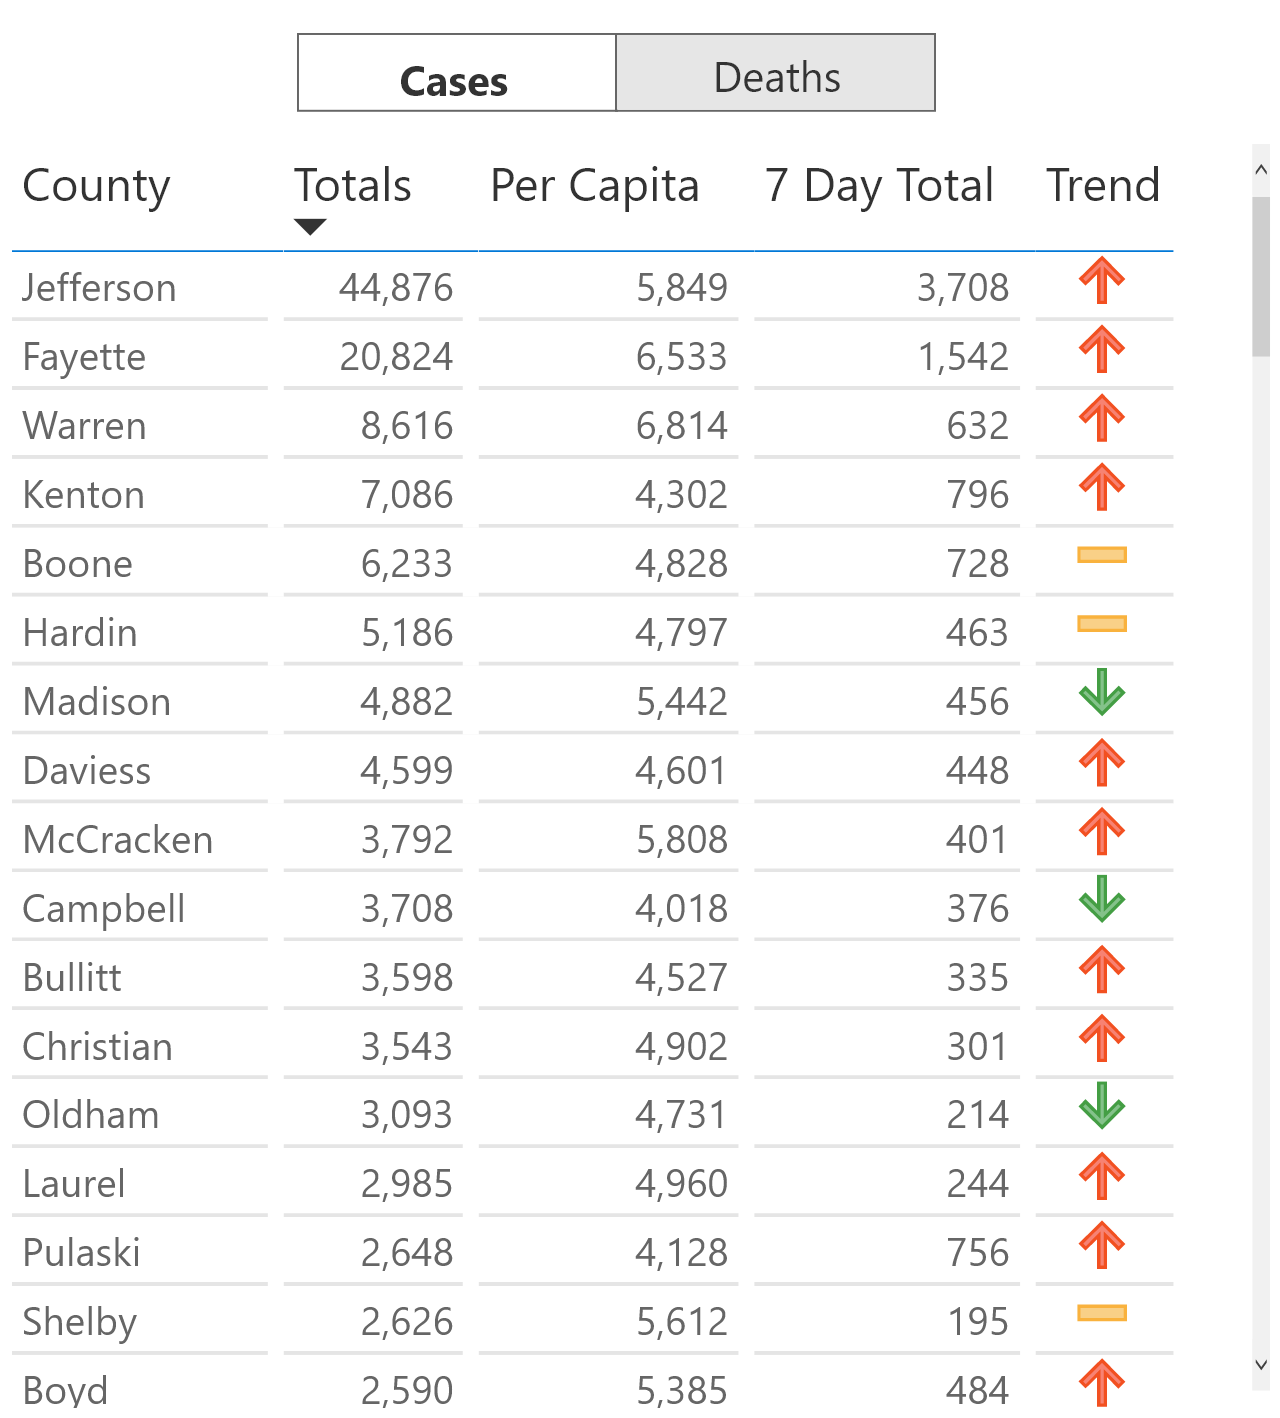 Cases Deaths
County Totals Per Capita 7 Day Total Trend
Jefferson 44,876 5,849 3,708
Fayette 20,824 6,533 1,542
Warren 8,616 6,814 632
Kenton 7,086 4,302 796
Boone 6,233 4,828 728
Hardin 5,186 4,797 463
Madison 4,882 5,442 456
Daviess 4,599 4,601 448
McCracken 3,792 5,808 401
Campbell 3,708 4,018 376
Bullitt 3,598 4,527 335
Christian 3,543 4,902 301
Oldham 3,093 4,731 214
Laurel 2,985 4,960 244
Pulaski 2,648 4,128 756
Shelby 2,626 5,612 195
Boyd 2,590 5,385 484